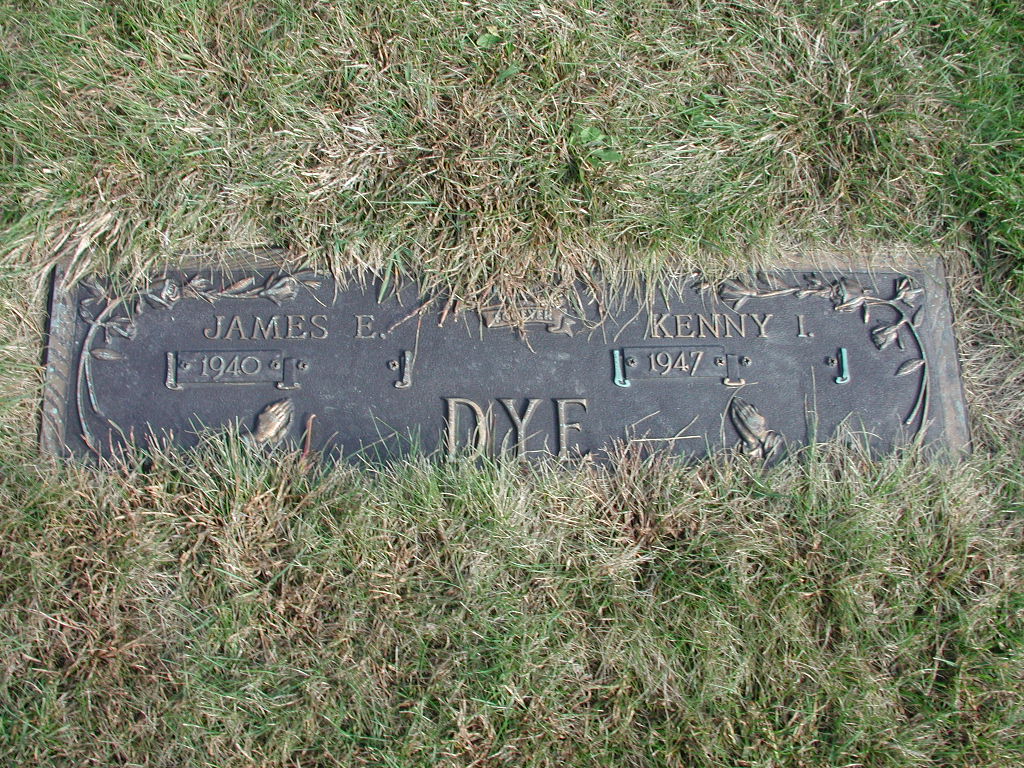 JAMES E.
KENNY I.
1940
1947
DYE